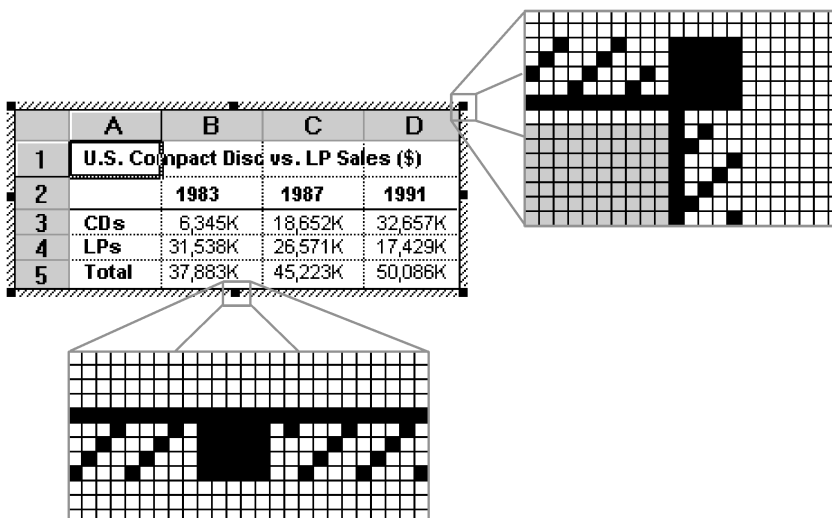 A B C D
1 U.S. Compact Disc vs. LP Sales ($)
2 1983 1987 1991
3 CDs 6,345K 18,652K 32,657K
4 LPs 31,538K 26,571K 17,429K
5 Total 37,883K 45,223K 50,086K